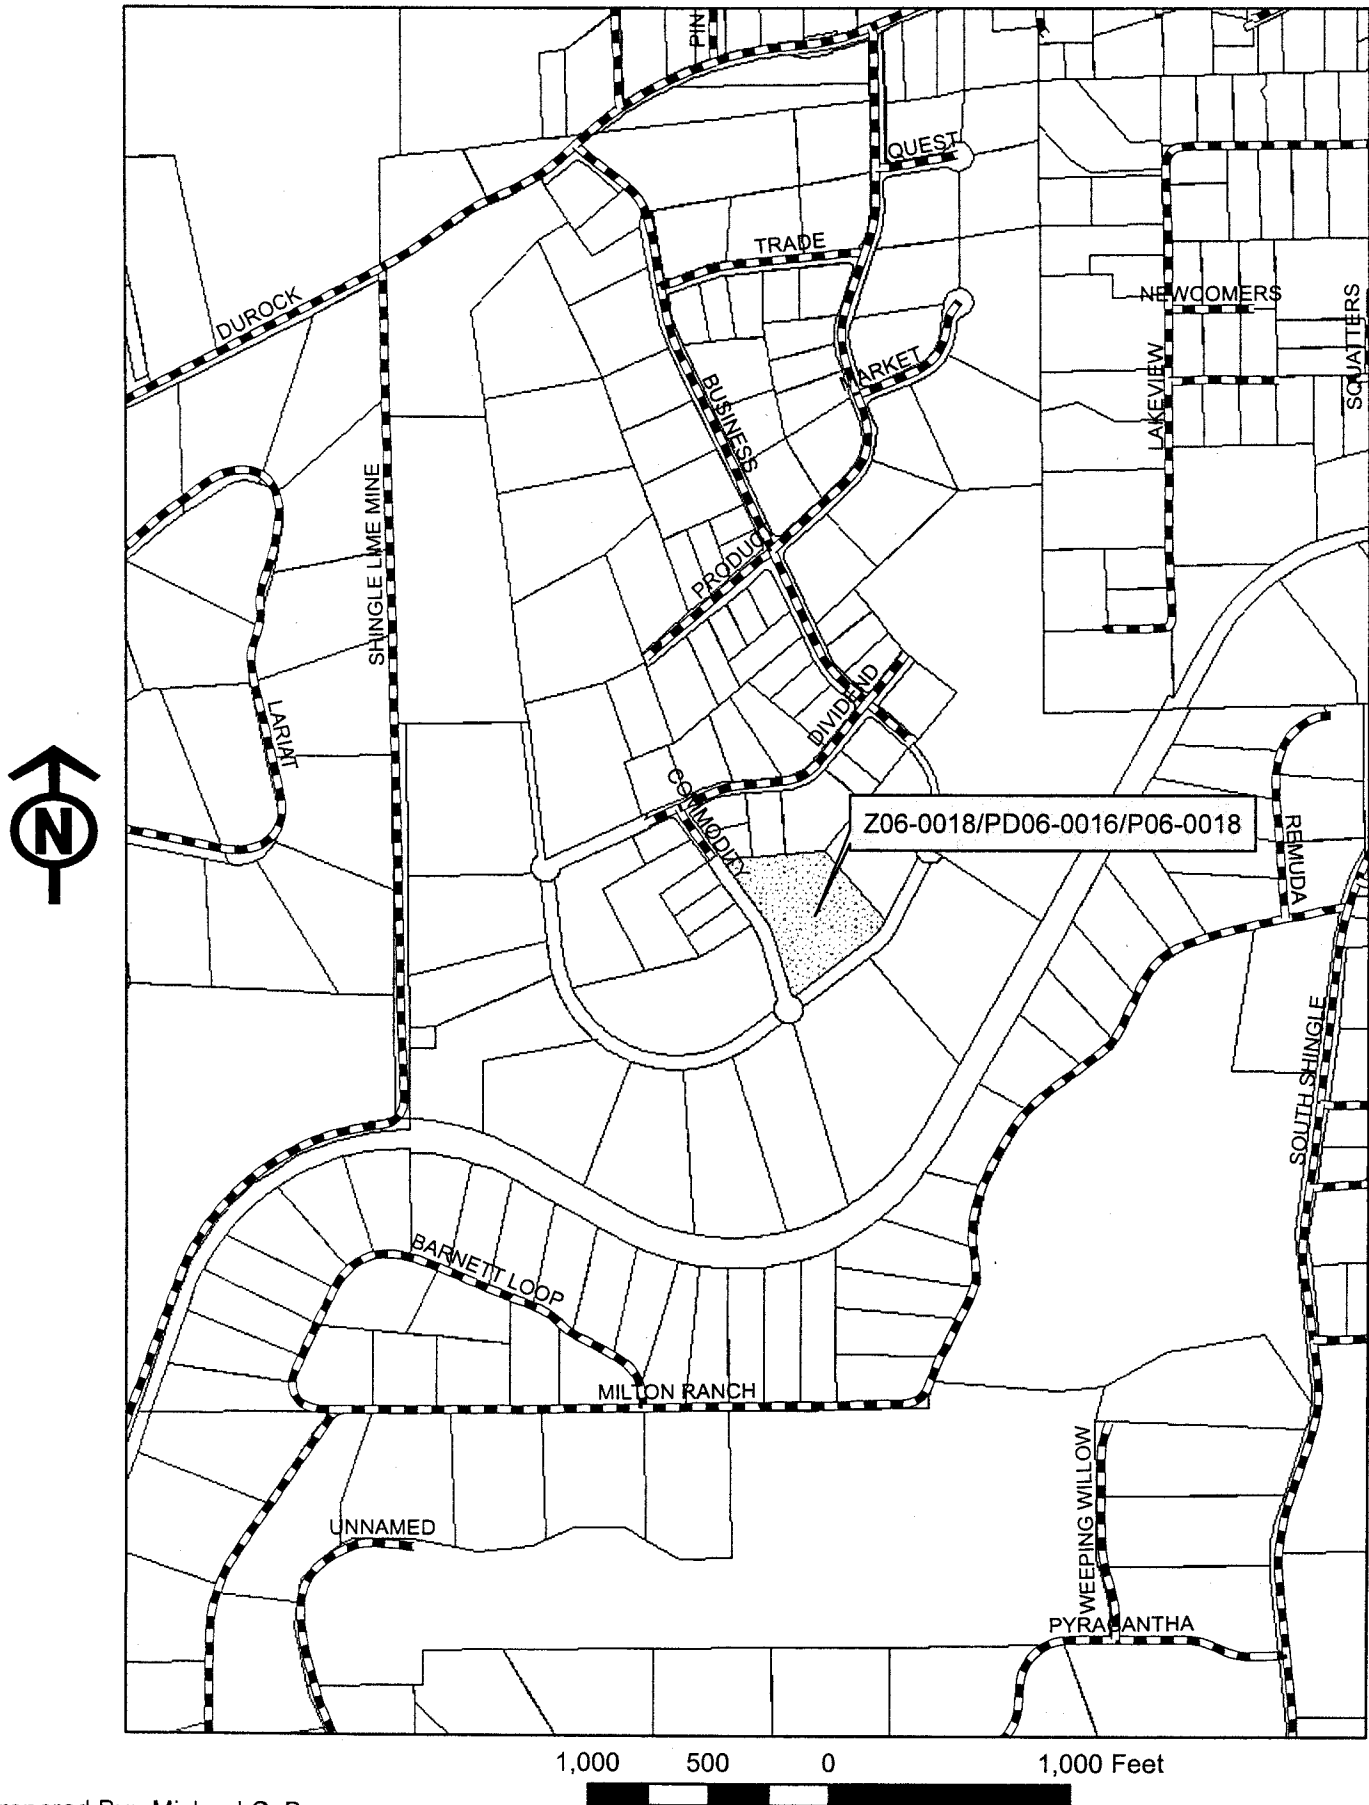 PIN
QUEST
TRADE
DUROCK
NEWCOMERS
SQUATTERS
MARKET
LAKEVIEW
BUSINESS
SHINGLE LIME MINE
PRODUC
LARIAT
DIVIDEND
COMMODITY
N
Z06-0018/PD06-0016/P06-0018
REMUDA
SOUTH SHINGLE
BARNETT LOOP
MILTON RANCH
WEEPING WILLOW
UNNAMED
PYRACANTHA
1,000 500 0 1,000 Feet